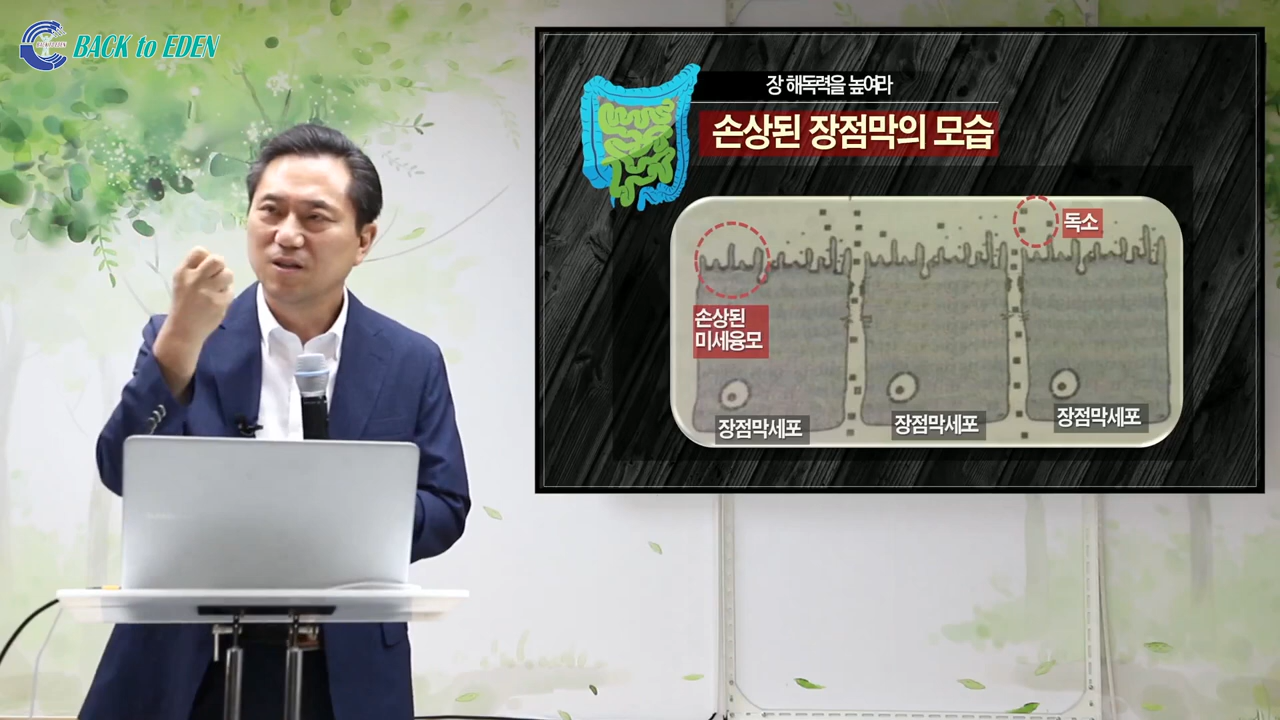 BACK to EDEN
장 해독력을 높여라
손상된 장점막의 모습
독소
손상된
미세융모
장점막세포
장점막세포
장점막세포